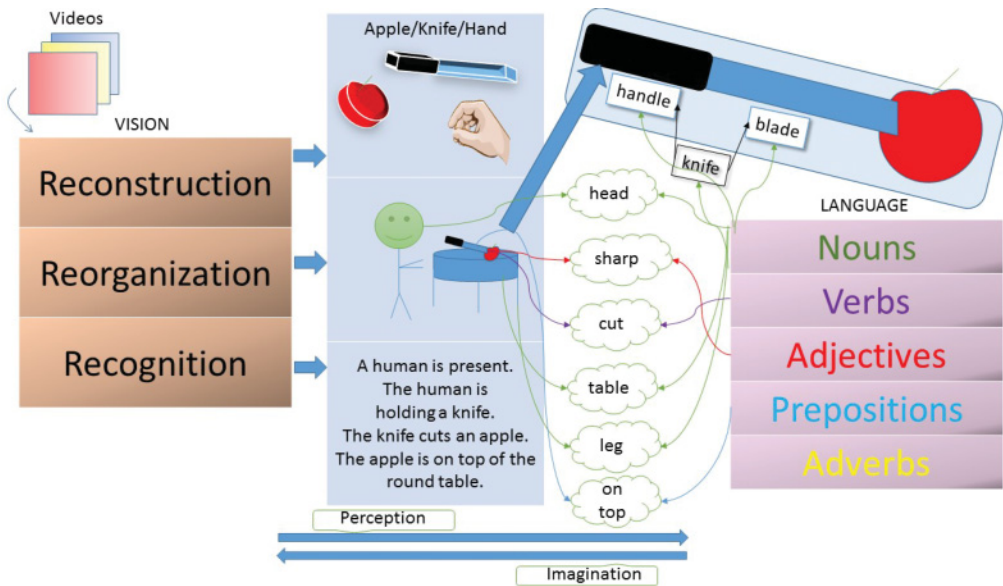 Videos
VISION
Reconstruction
Reorganization
Recognition
Apple/Knife/Hand
A human is present.
The human is
holding a knife.
The knife cuts an apple.
The apple is on top of the
round table.
handle
blade
knife
head
sharp
cut
table
leg
on
top
LANGUAGE
Nouns
Verbs
Adjectives
Prepositions
Adverbs
Perception
Imagination